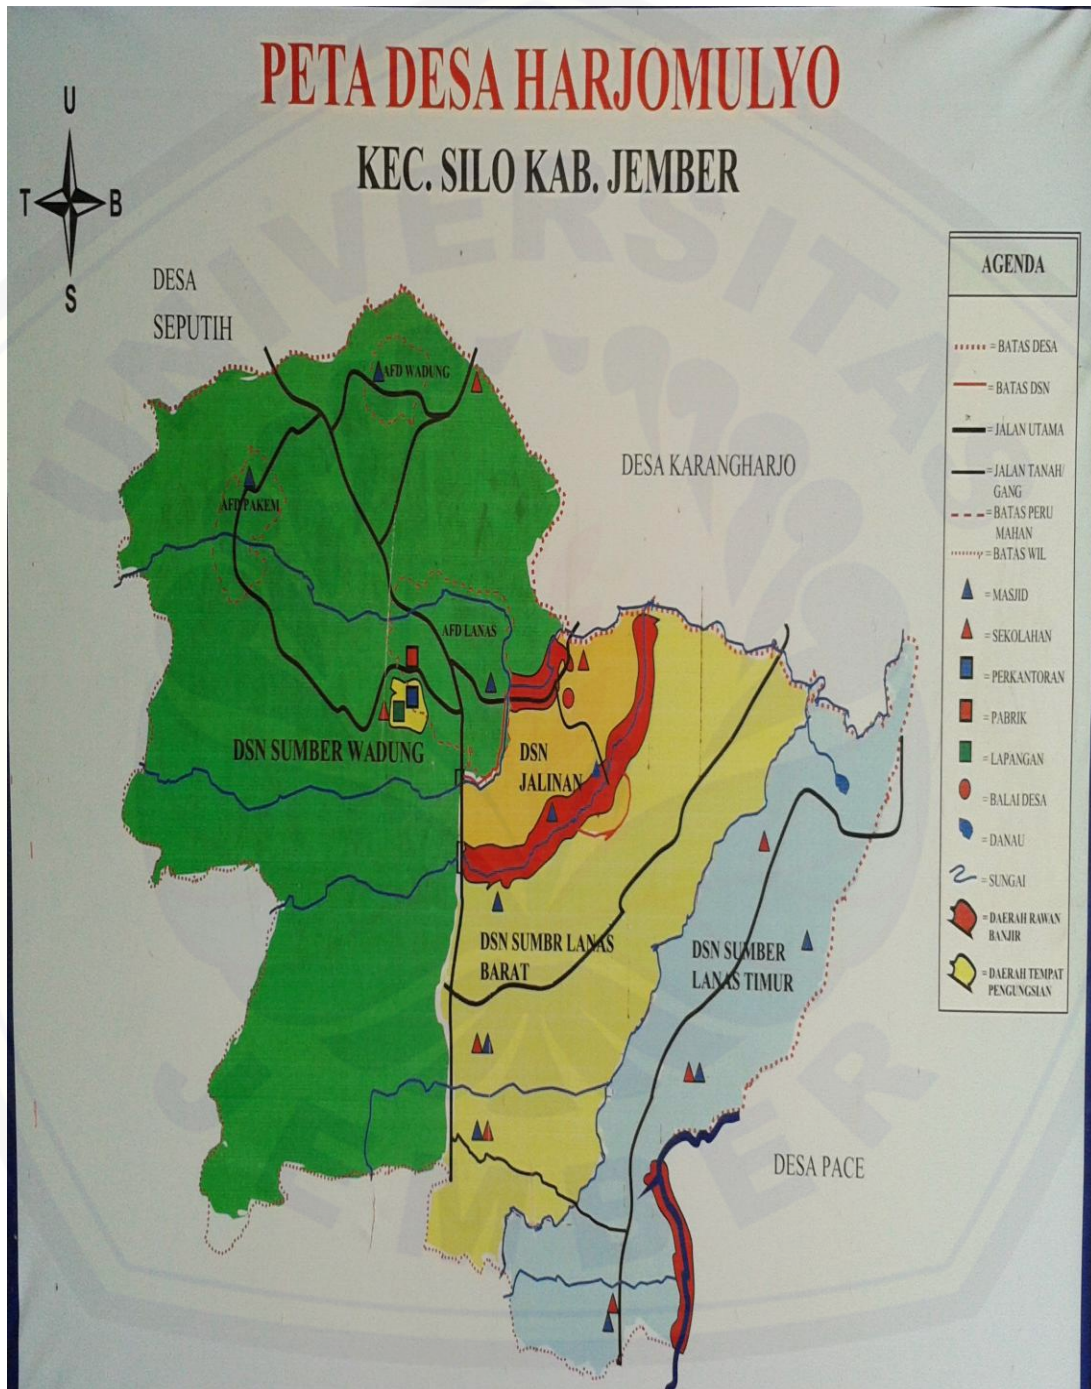 PETA DESA HARJOMULYO
KEC. SILO KAB. JEMBER
U
T
B
S
DESA
SEPUTIH
AFD WADUNG
DESA KARANGHARJO
AFD PAKEM
AFD LANAS
DSN SUMBER WADUNG
DSN
JALINAN
DSN SUMBR LANAS
BARAT
DSN SUMBER
LANAS TIMUR
DESA PACE
AGENDA
= BATAS DESA
= BATAS DSN
= JALAN UTAMA
= JALAN TANAH/
GANG
= BATAS PERU
MAHAN
= BATAS WIL
= MASJID
= SEKOLAHAN
= PERKANTORAN
= PABRIK
= LAPANGAN
= BALAI DESA
= DANAU
= SUNGAI
= DAERAH RAWAN
BANJIR
= DAERAH TEMPAT
PENGUNGSIAN
UNIVERSITAS
JEMBER